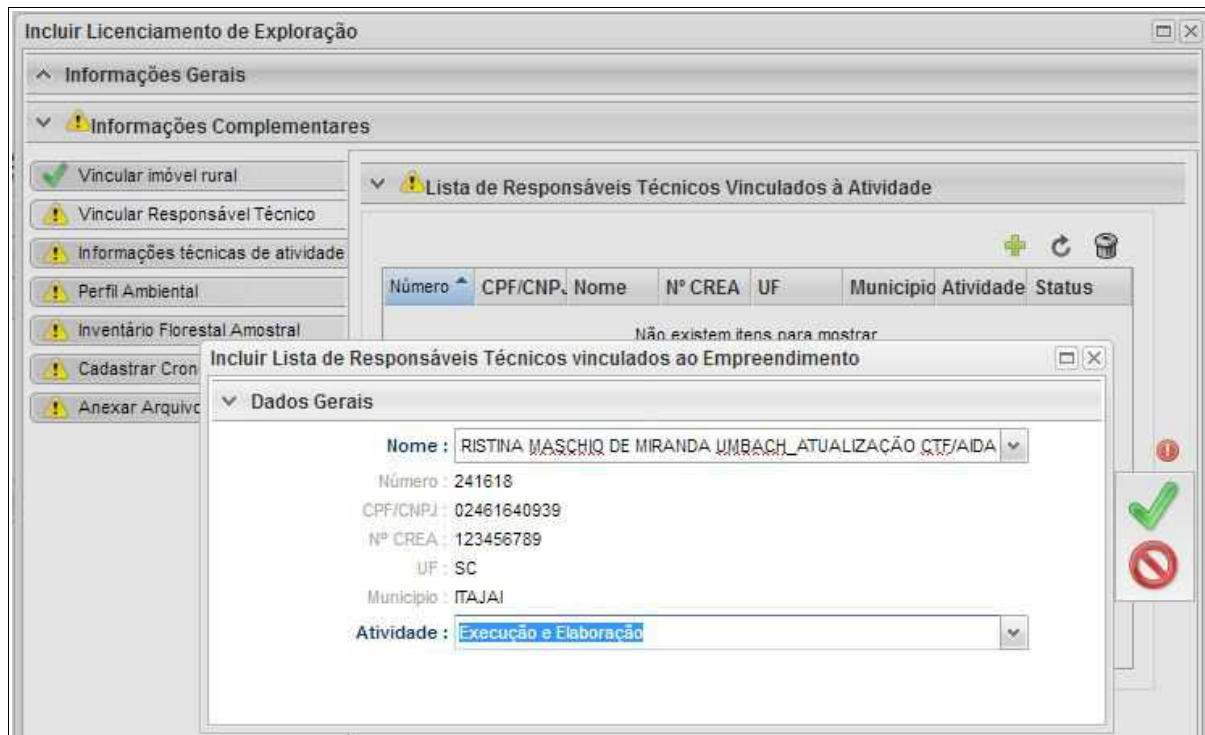 Incluir Licenciamento de Exploração
Informações Gerais
Informações Complementares
Vincular imóvel rural
Vincular Responsável Técnico
Informações técnicas de atividade
Perfil Ambiental
Inventário Florestal Amostral
Cadastrar Cron
Anexar Arquivo
Lista de Responsáveis Técnicos Vinculados à Atividade
Número CPF/CNPJ Nome Nº CREA UF Municipio Atividade Status
Não existem itens para mostrar
Incluir Lista de Responsáveis Técnicos vinculados ao Empreendimento
Dados Gerais
Nome : RISTINA MASCHIO DE MIRANDA UMBACH_ATUALIZAÇÃO CTF/AIDA
Número : 241618
CPF/CNPJ : 02461640939
Nº CREA : 123456789
UF : SC
Municipio : ITAJAI
Atividade : Execução e Elaboração